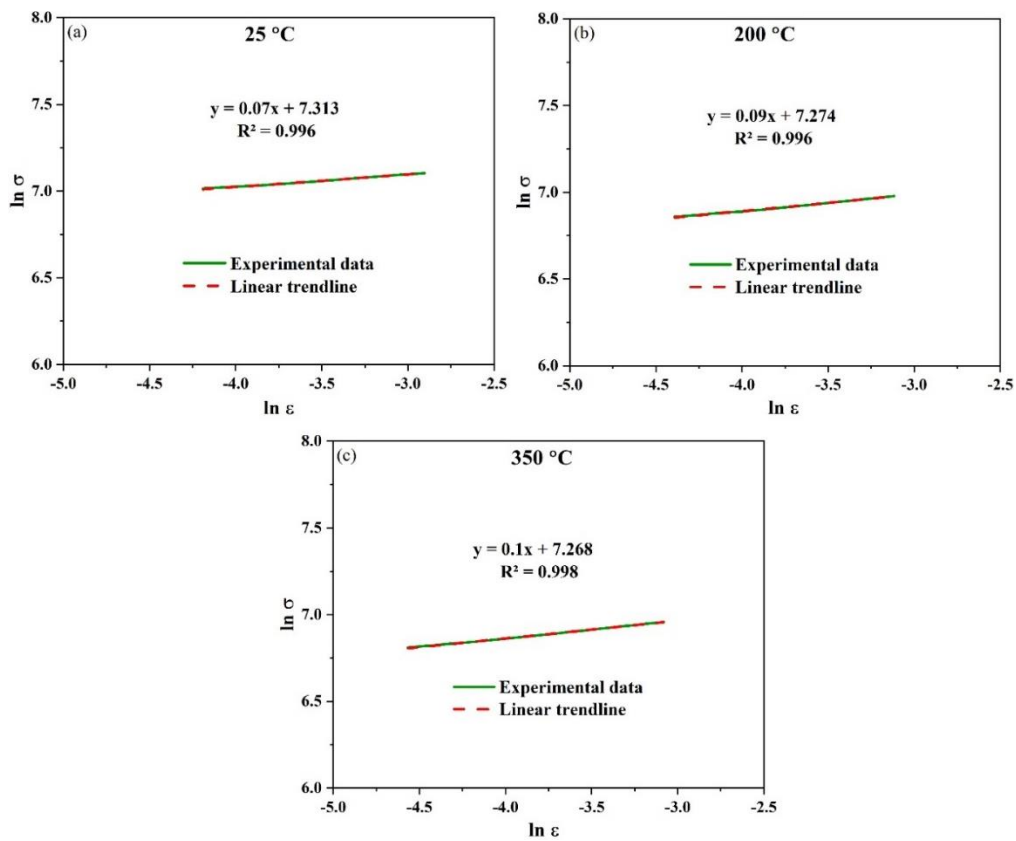 (a)
25 °C
y = 0.07x + 7.313
R² = 0.996
Experimental data
Linear trendline
ln σ
8.0
7.5
7.0
6.5
6.0
-5.0 -4.5 -4.0 -3.5 -3.0 -2.5
ln ε
(b)
200 °C
y = 0.09x + 7.274
R² = 0.996
Experimental data
Linear trendline
ln σ
8.0
7.5
7.0
6.5
6.0
-5.0 -4.5 -4.0 -3.5 -3.0 -2.5
ln ε
(c)
350 °C
y = 0.1x + 7.268
R² = 0.998
Experimental data
Linear trendline
ln σ
8.0
7.5
7.0
6.5
6.0
-5.0 -4.5 -4.0 -3.5 -3.0 -2.5
ln ε